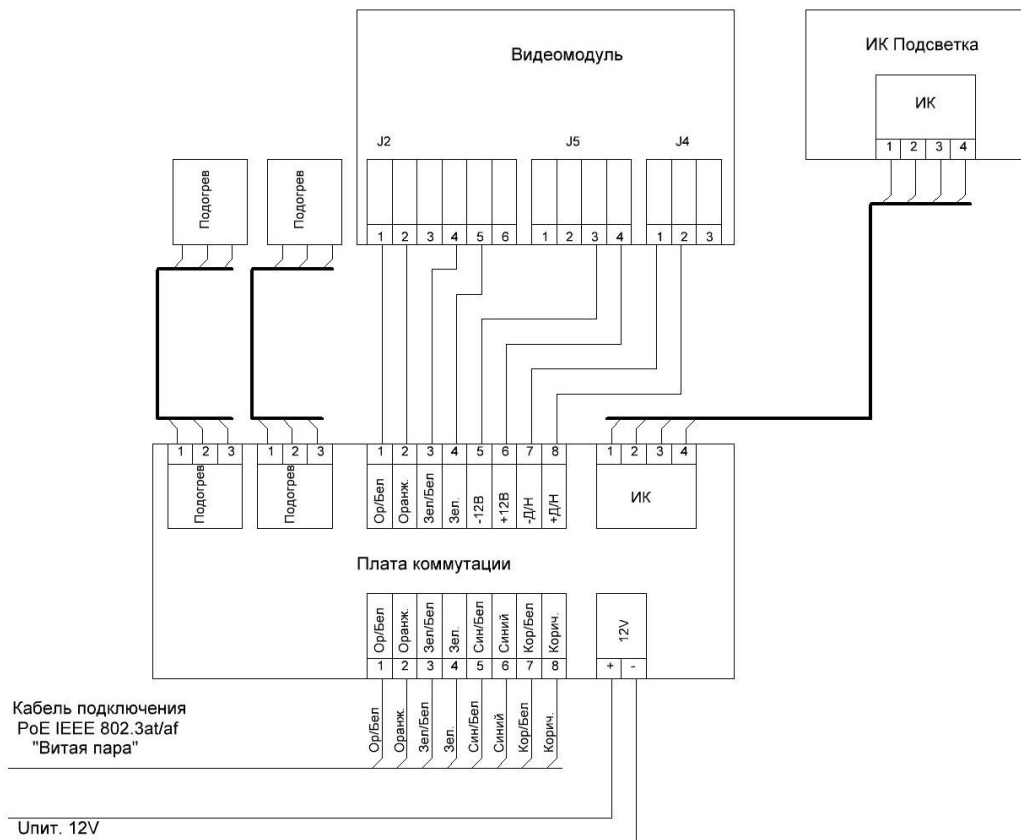 Видеомодуль
ИК Подсветка
ИК
1 2 3 4
J2 J5 J4
Подогрев
Подогрев
1 2 3 4 5 6
1 2 3 4
1 2 3
1 2 3
1 2 3
1 2 3 4 5 6 7 8
1 2 3 4
Подогрев
Подогрев
Ор/Бел
Оранж.
Зел/Бел
Зел.
-12В
+12В
-Д/Н
+Д/Н
ИК
Плата коммутации
Ор/Бел
Оранж.
Зел/Бел
Зел.
Син/Бел
Синий
Кор/Бел
Корич.
12V
1 2 3 4 5 6 7 8
+ -
Кабель подключения
PoE IEEE 802.3at/af
"Витая пара"
Ор/Бел
Оранж.
Зел/Бел
Зел.
Син/Бел
Синий
Кор/Бел
Корич.
Uпит. 12V